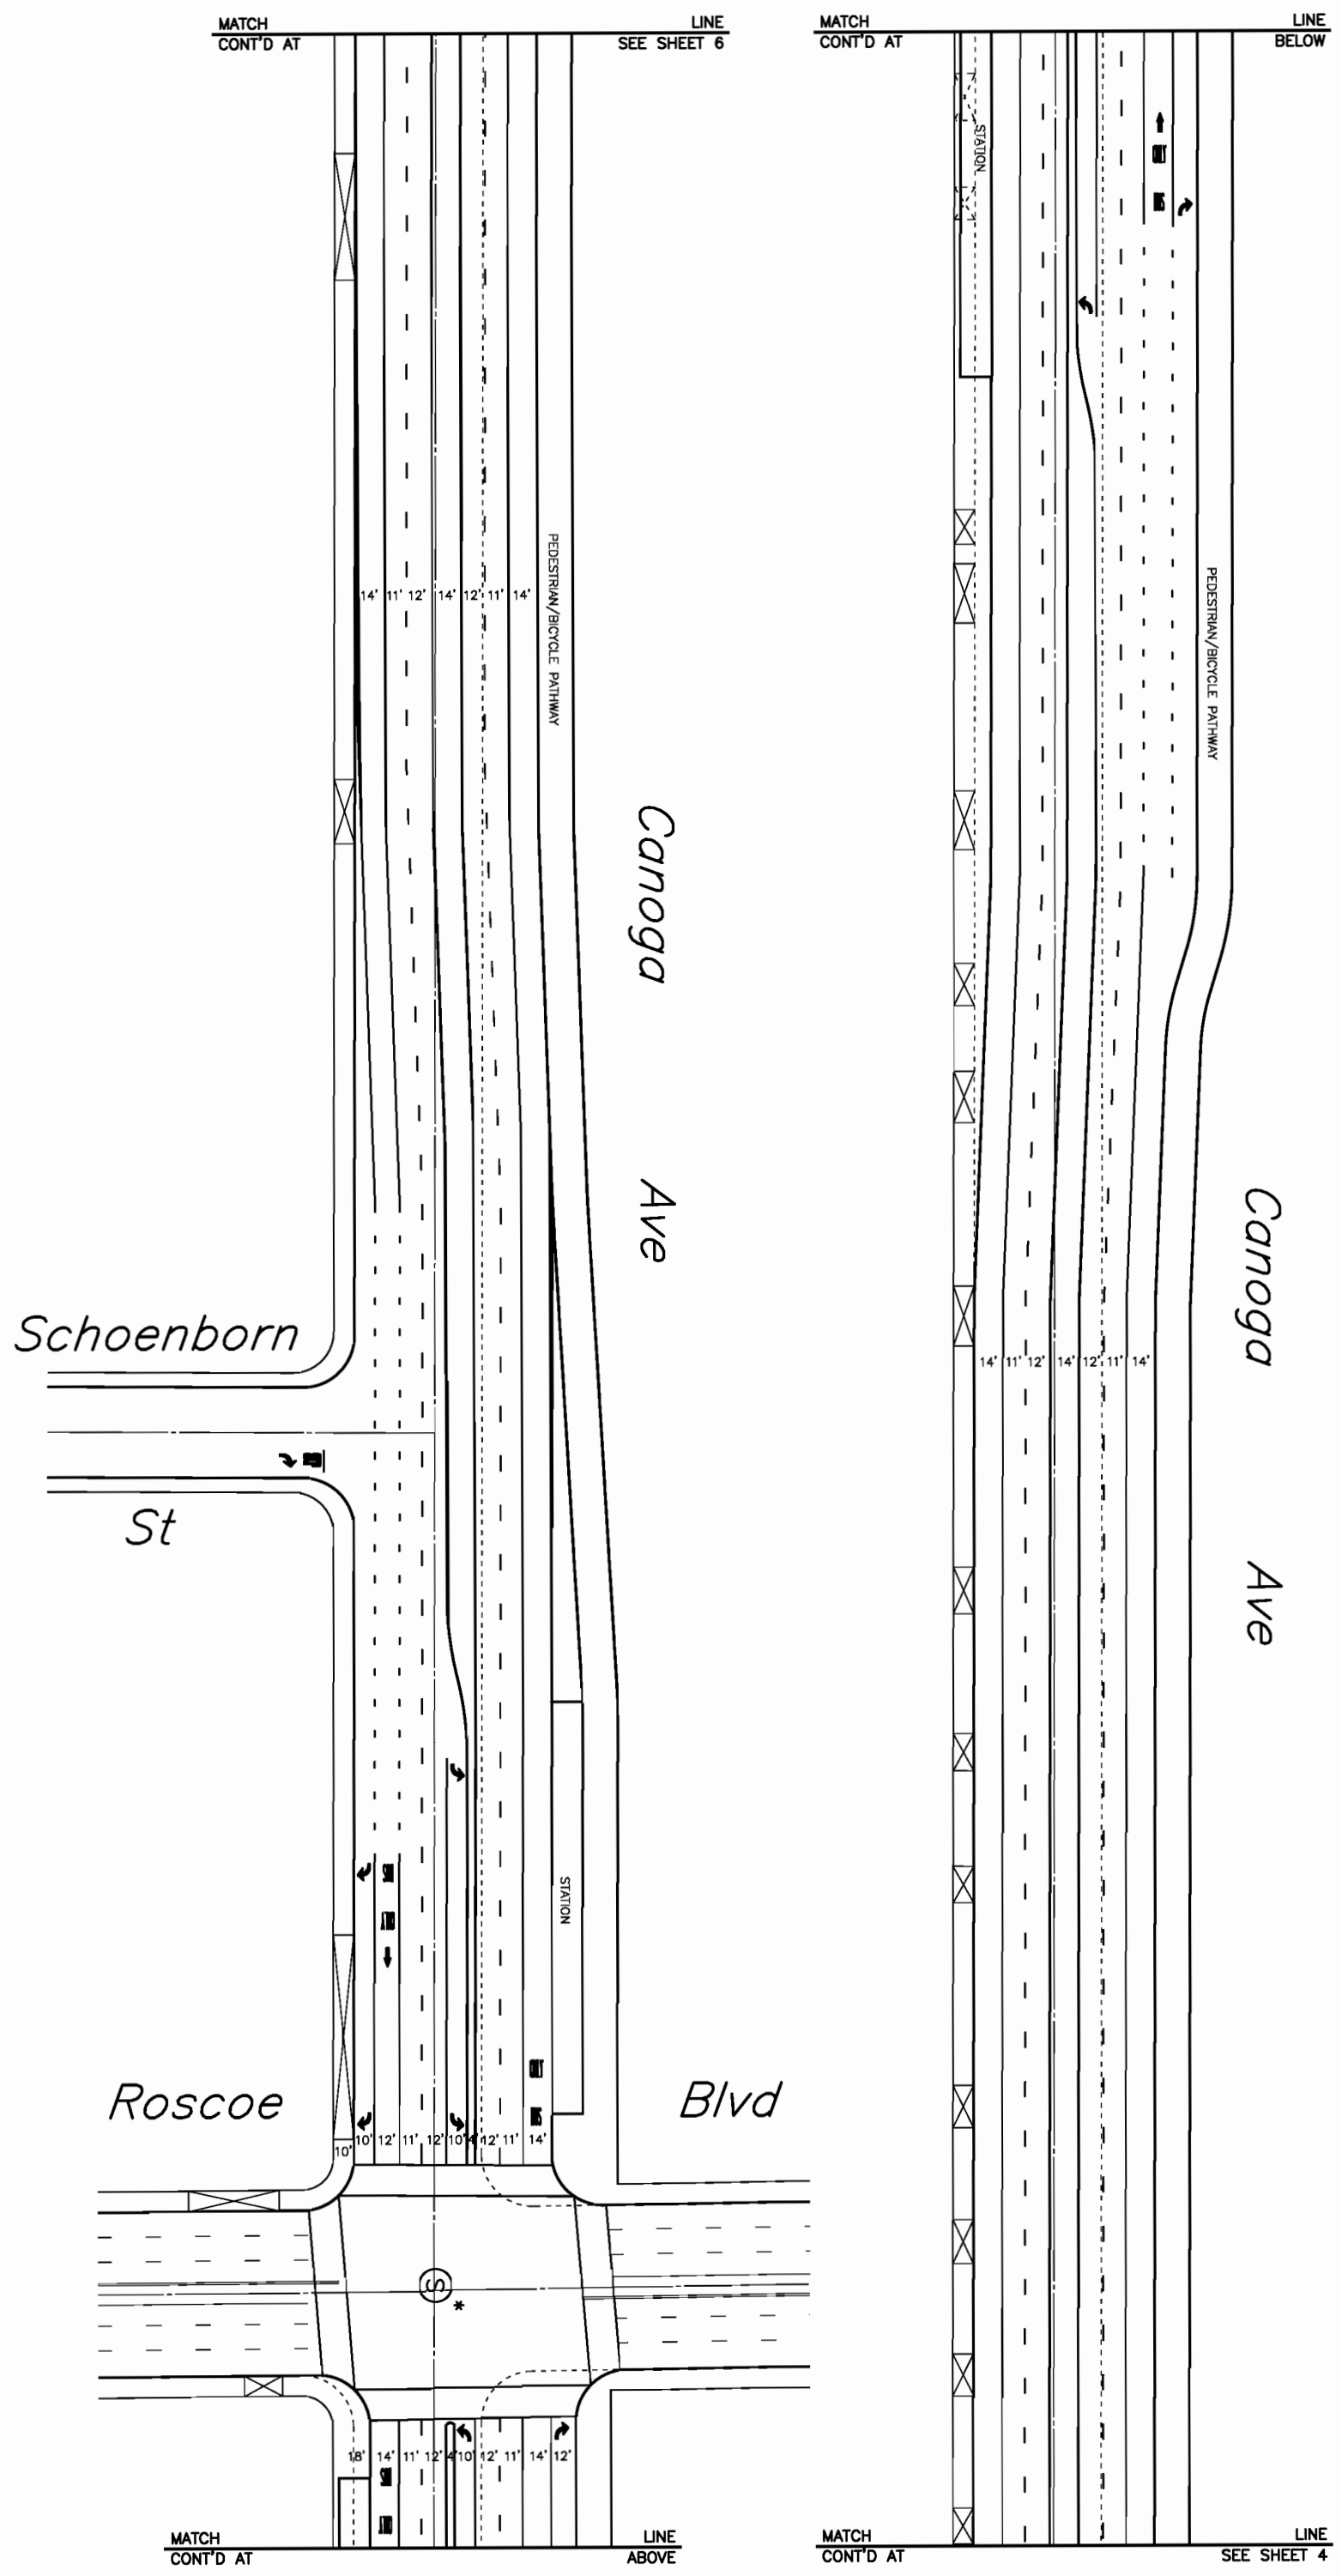 MATCH LINE
CONT'D AT SEE SHEET 6
14' 11' 12' 14' 12' 11' 14'
PEDESTRIAN/BICYCLE PATHWAY
Canoga Ave
Schoenborn
St
STATION
Roscoe Blvd
10' 10' 12' 11' 12' 10' 4' 12' 11' 14'
S
*
18' 14' 11' 12' 4' 10' 12' 11' 14' 12'
MATCH LINE
CONT'D AT ABOVE
MATCH LINE
CONT'D AT BELOW
STATION
PEDESTRIAN/BICYCLE PATHWAY
Canoga Ave
14' 11' 12' 14' 12' 11' 14'
MATCH LINE
CONT'D AT SEE SHEET 4